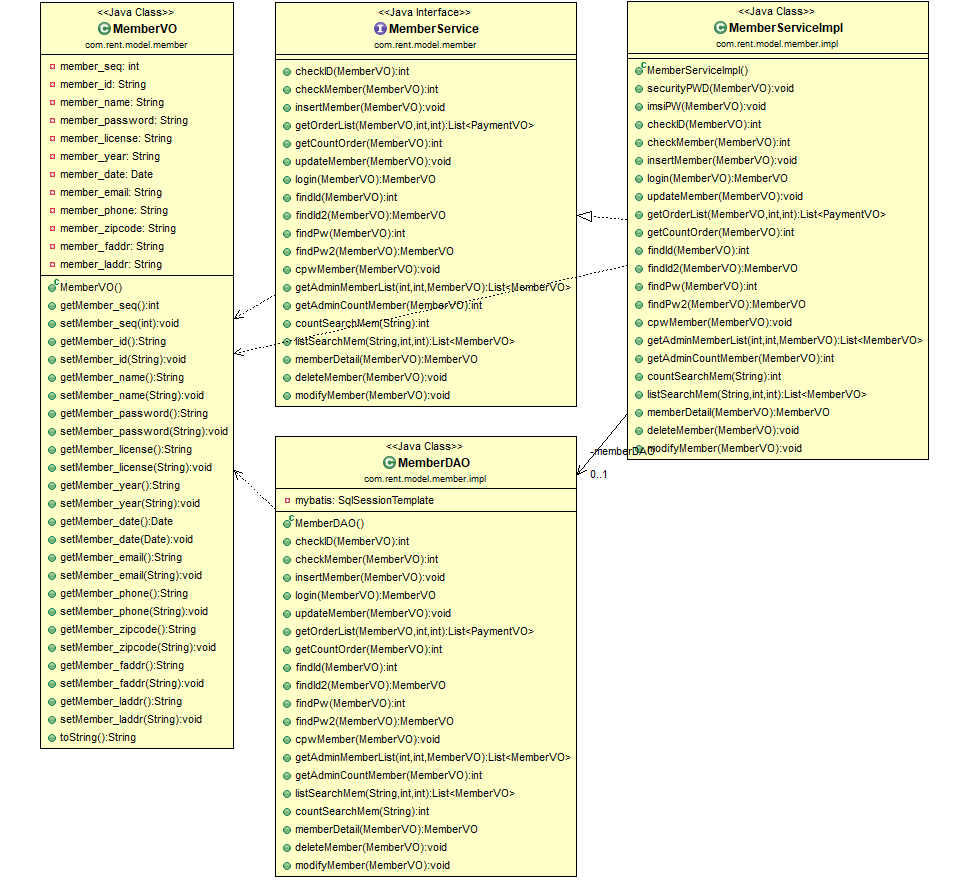 <<Java Class>>
MemberVO
com.rent.model.member
member_seq: int
member_id: String
member_name: String
member_password: String
member_license: String
member_year: String
member_date: Date
member_email: String
member_phone: String
member_zipcode: String
member_faddr: String
member_laddr: String
MemberVO()
getMember_seq():int
setMember_seq(int):void
getMember_id():String
setMember_id(String):void
getMember_name():String
setMember_name(String):void
getMember_password():String
setMember_password(String):void
getMember_license():String
setMember_license(String):void
getMember_year():String
setMember_year(String):void
getMember_date():Date
setMember_date(Date):void
getMember_email():String
setMember_email(String):void
getMember_phone():String
setMember_phone(String):void
getMember_zipcode():String
setMember_zipcode(String):void
getMember_faddr():String
setMember_faddr(String):void
getMember_laddr():String
setMember_laddr(String):void
toString():String
<<Java Interface>>
MemberService
com.rent.model.member
checkID(MemberVO):int
checkMember(MemberVO):int
insertMember(MemberVO):void
getOrderList(MemberVO,int,int):List<PaymentVO>
getCountOrder(MemberVO):int
updateMember(MemberVO):void
login(MemberVO):MemberVO
findId(MemberVO):int
findId2(MemberVO):MemberVO
findPw(MemberVO):int
findPw2(MemberVO):MemberVO
cpwMember(MemberVO):void
getAdminMemberList(int,int,MemberVO):List<MemberVO>
getAdminCountMember(MemberVO):int
countSearchMem(String):int
listSearchMem(String,int,int):List<MemberVO>
memberDetail(MemberVO):MemberVO
deleteMember(MemberVO):void
modifyMember(MemberVO):void
<<Java Class>>
MemberServiceImpl
com.rent.model.member.impl
MemberServiceImpl()
securityPWD(MemberVO):void
imsiPW(MemberVO):void
checkID(MemberVO):int
checkMember(MemberVO):int
insertMember(MemberVO):void
login(MemberVO):MemberVO
updateMember(MemberVO):void
getOrderList(MemberVO,int,int):List<PaymentVO>
getCountOrder(MemberVO):int
findId(MemberVO):int
findId2(MemberVO):MemberVO
findPw(MemberVO):int
findPw2(MemberVO):MemberVO
cpwMember(MemberVO):void
getAdminMemberList(int,int,MemberVO):List<MemberVO>
getAdminCountMember(MemberVO):int
countSearchMem(String):int
listSearchMem(String,int,int):List<MemberVO>
memberDetail(MemberVO):MemberVO
deleteMember(MemberVO):void
modifyMember(MemberVO):void
-memberDAO
0..1
<<Java Class>>
MemberDAO
com.rent.model.member.impl
mybatis: SqlSessionTemplate
MemberDAO()
checkID(MemberVO):int
checkMember(MemberVO):int
insertMember(MemberVO):void
login(MemberVO):MemberVO
updateMember(MemberVO):void
getOrderList(MemberVO,int,int):List<PaymentVO>
getCountOrder(MemberVO):int
findId(MemberVO):int
findId2(MemberVO):MemberVO
findPw(MemberVO):int
findPw2(MemberVO):MemberVO
cpwMember(MemberVO):void
getAdminMemberList(int,int,MemberVO):List<MemberVO>
getAdminCountMember(MemberVO):int
listSearchMem(String,int,int):List<MemberVO>
countSearchMem(String):int
memberDetail(MemberVO):MemberVO
deleteMember(MemberVO):void
modifyMember(MemberVO):void